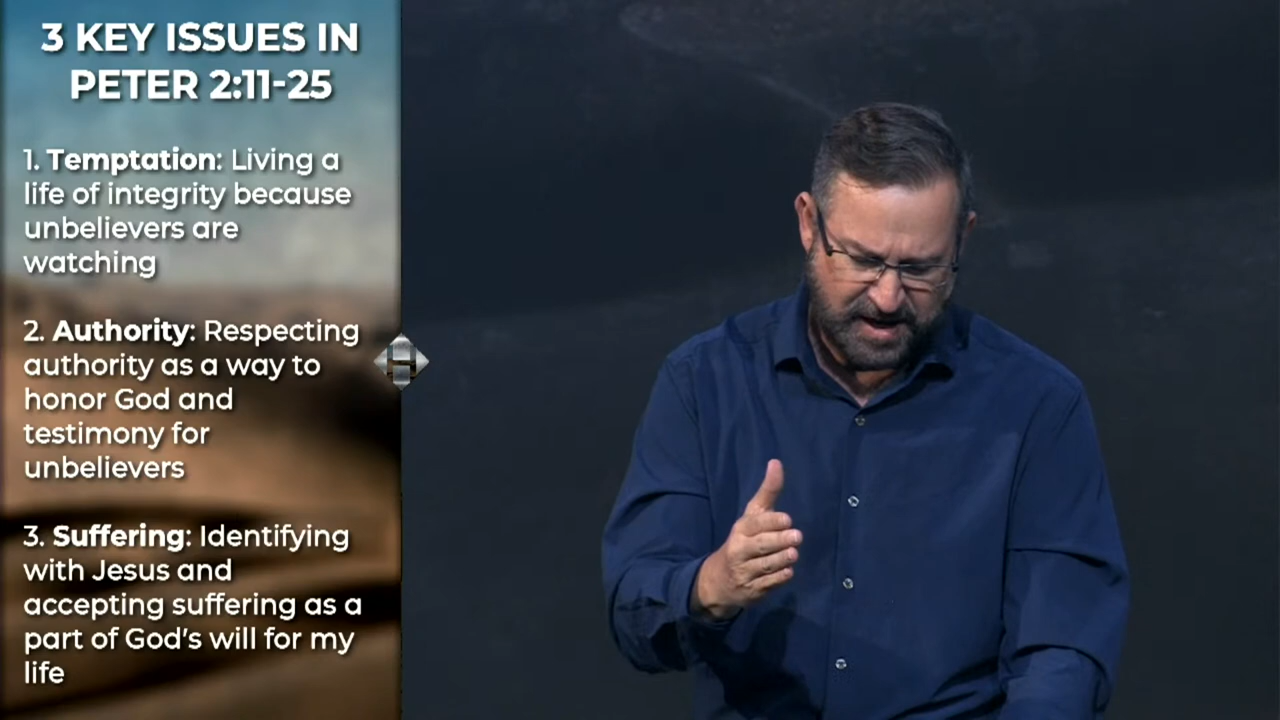 3 KEY ISSUES IN
PETER 2:11-25
1. Temptation: Living a
life of integrity because
unbelievers are
watching
2. Authority: Respecting
authority as a way to
honor God and
testimony for
unbelievers
3. Suffering: Identifying
with Jesus and
accepting suffering as a
part of God's will for my
life
H